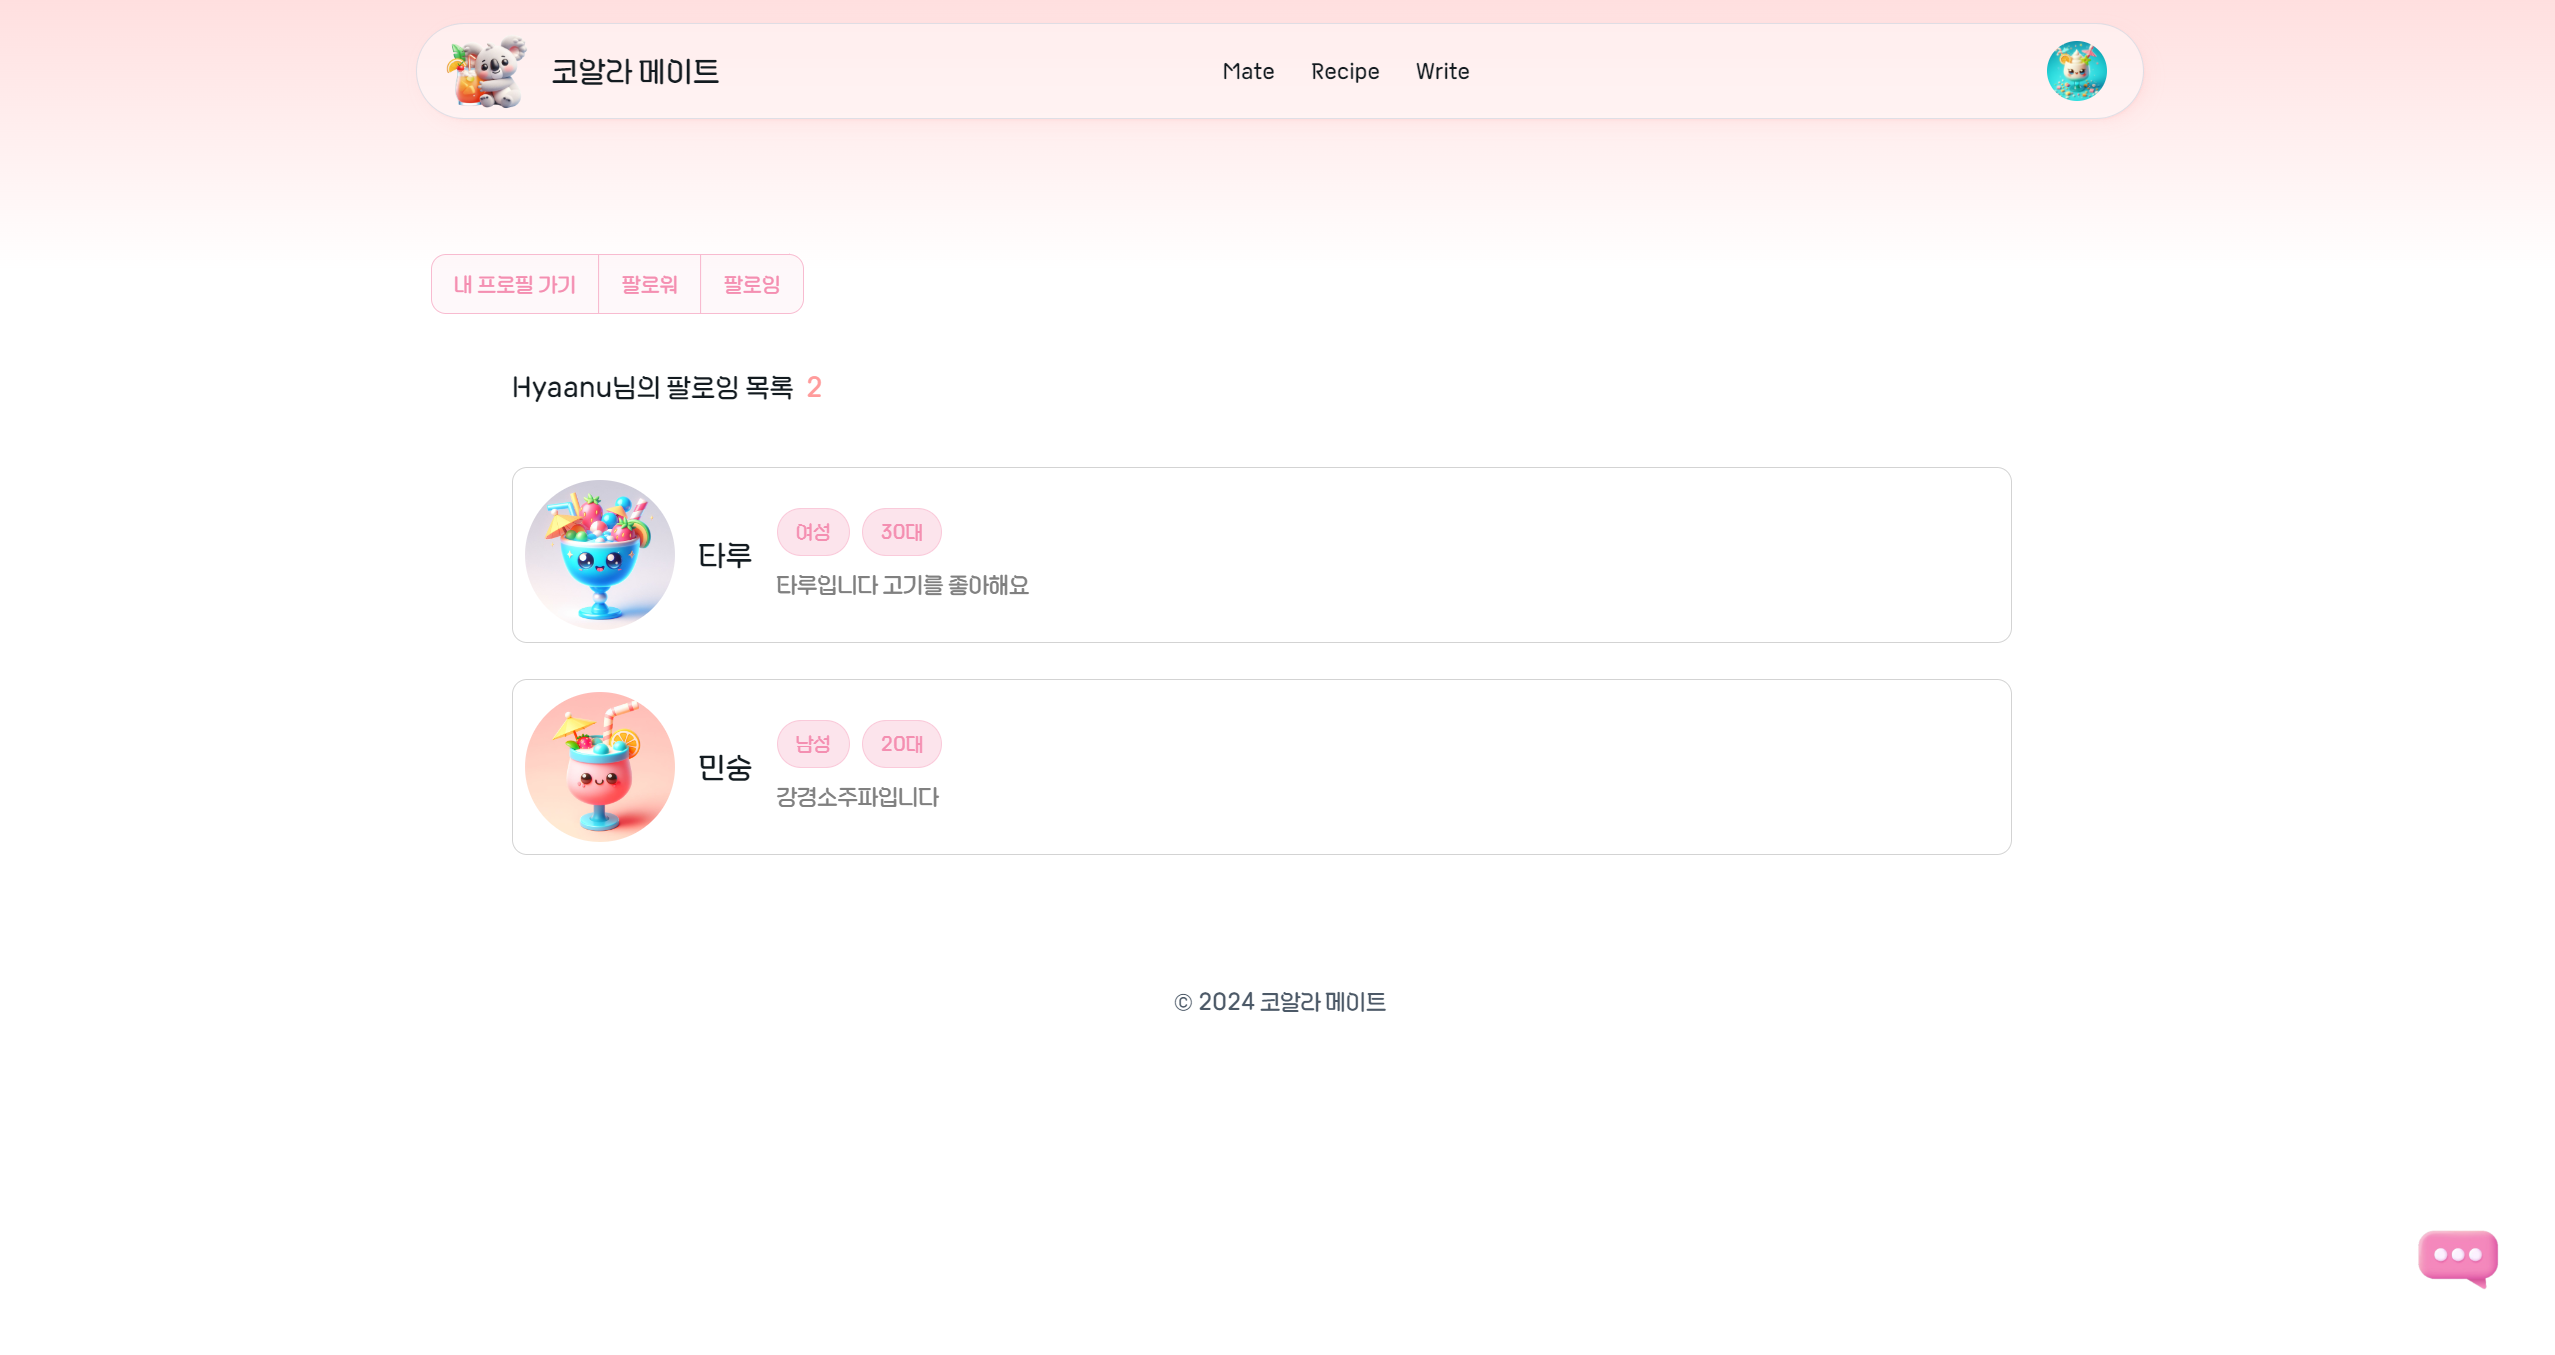 코알라 메이트
Mate Recipe Write
내 프로필 가기 팔로워 팔로잉
Hyaanu님의 팔로잉 목록 2
여성 30대
타루
타루입니다 고기를 좋아해요
남성 20대
민숭
강경소주파입니다
© 2024 코알라 메이트